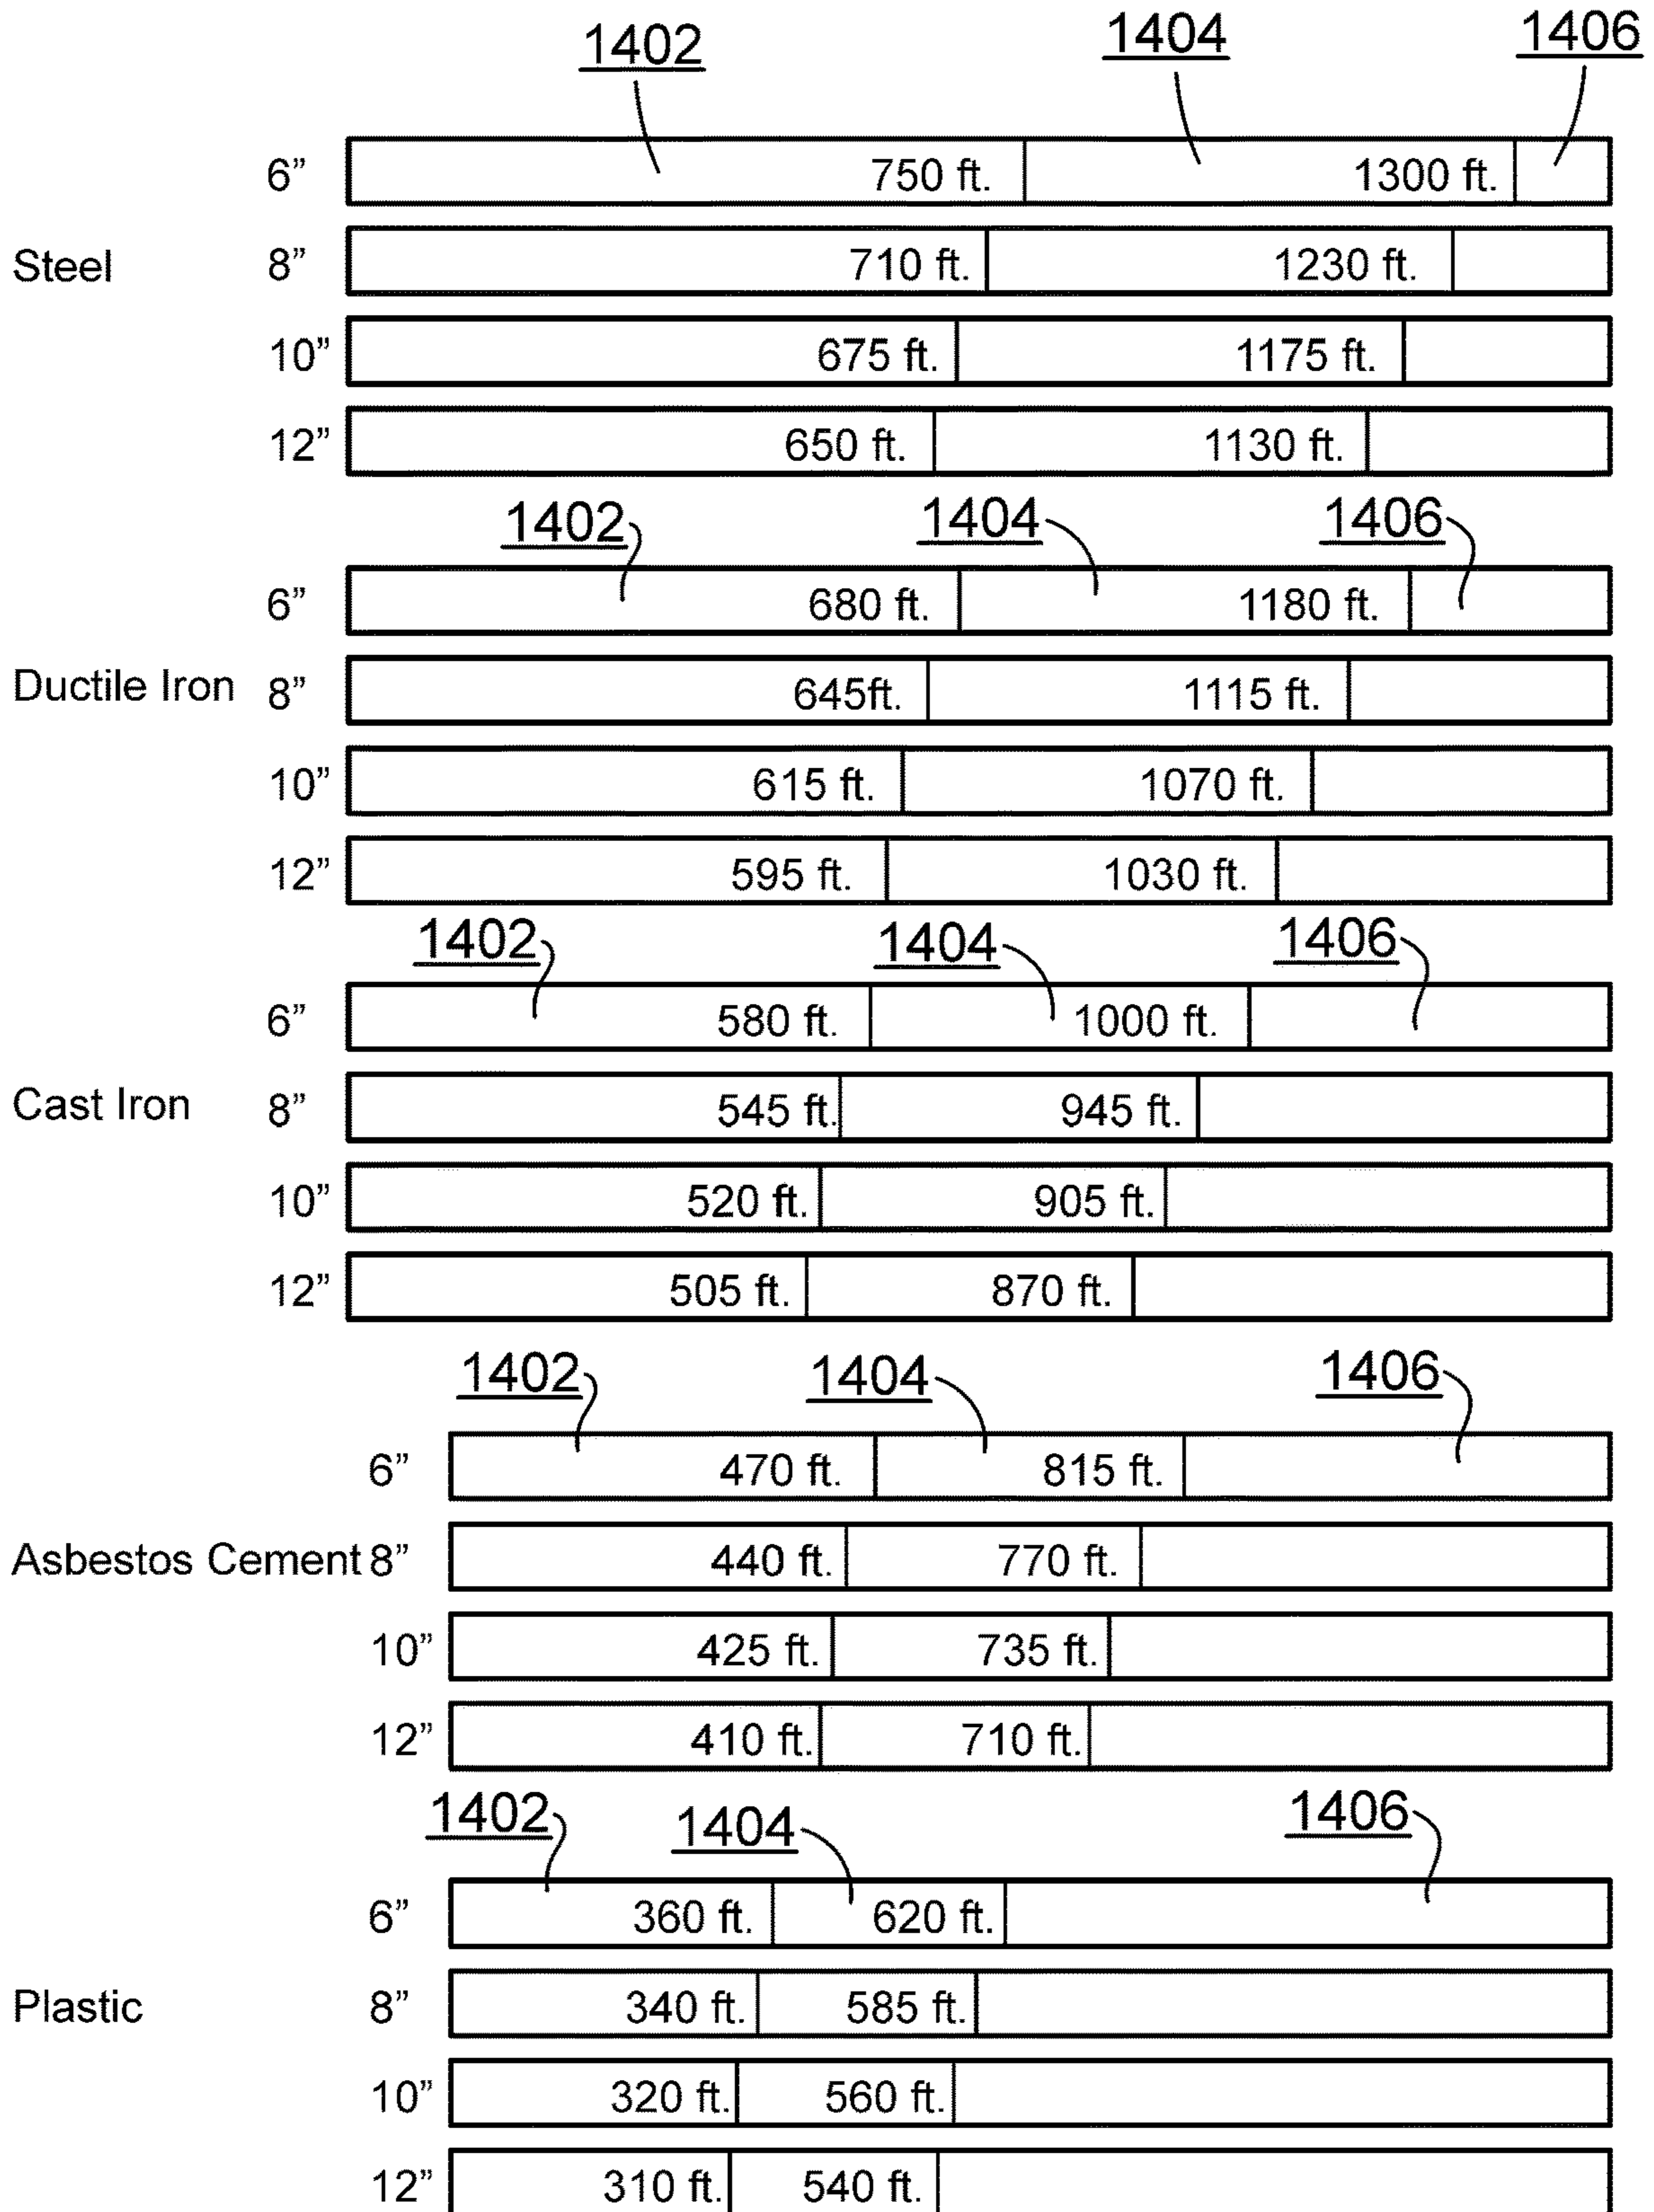 1402 1404 1406
6” 750 ft. 1300 ft.
Steel 8” 710 ft. 1230 ft.
10” 675 ft. 1175 ft.
12” 650 ft. 1130 ft.
1402 1404 1406
6” 680 ft. 1180 ft.
Ductile Iron 8” 645ft. 1115 ft.
10” 615 ft. 1070 ft.
12” 595 ft. 1030 ft.
1402 1404 1406
6” 580 ft. 1000 ft.
Cast Iron 8” 545 ft. 945 ft.
10” 520 ft. 905 ft.
12” 505 ft. 870 ft.
1402 1404 1406
6” 470 ft. 815 ft.
Asbestos Cement 8” 440 ft. 770 ft.
10” 425 ft. 735 ft.
12” 410 ft. 710 ft.
1402 1404 1406
6” 360 ft. 620 ft.
Plastic 8” 340 ft. 585 ft.
10” 320 ft. 560 ft.
12” 310 ft. 540 ft.